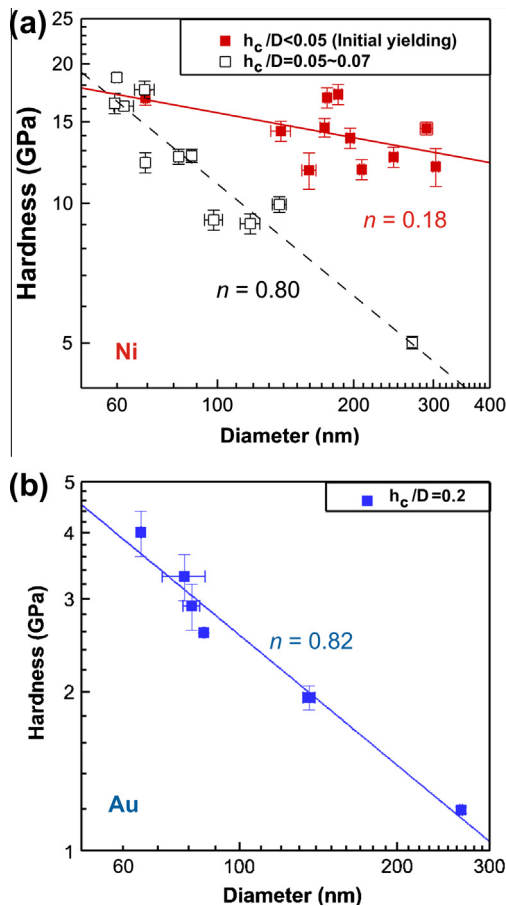 (a)
h_c/D<0.05 (Initial yielding)
h_c/D=0.05~0.07
25
20
15
10
5
Hardness (GPa)
n = 0.18
n = 0.80
Ni
60 100 200 300 400
Diameter (nm)
(b)
h_c/D=0.2
5
4
3
2
1
Hardness (GPa)
n = 0.82
Au
60 100 200 300
Diameter (nm)